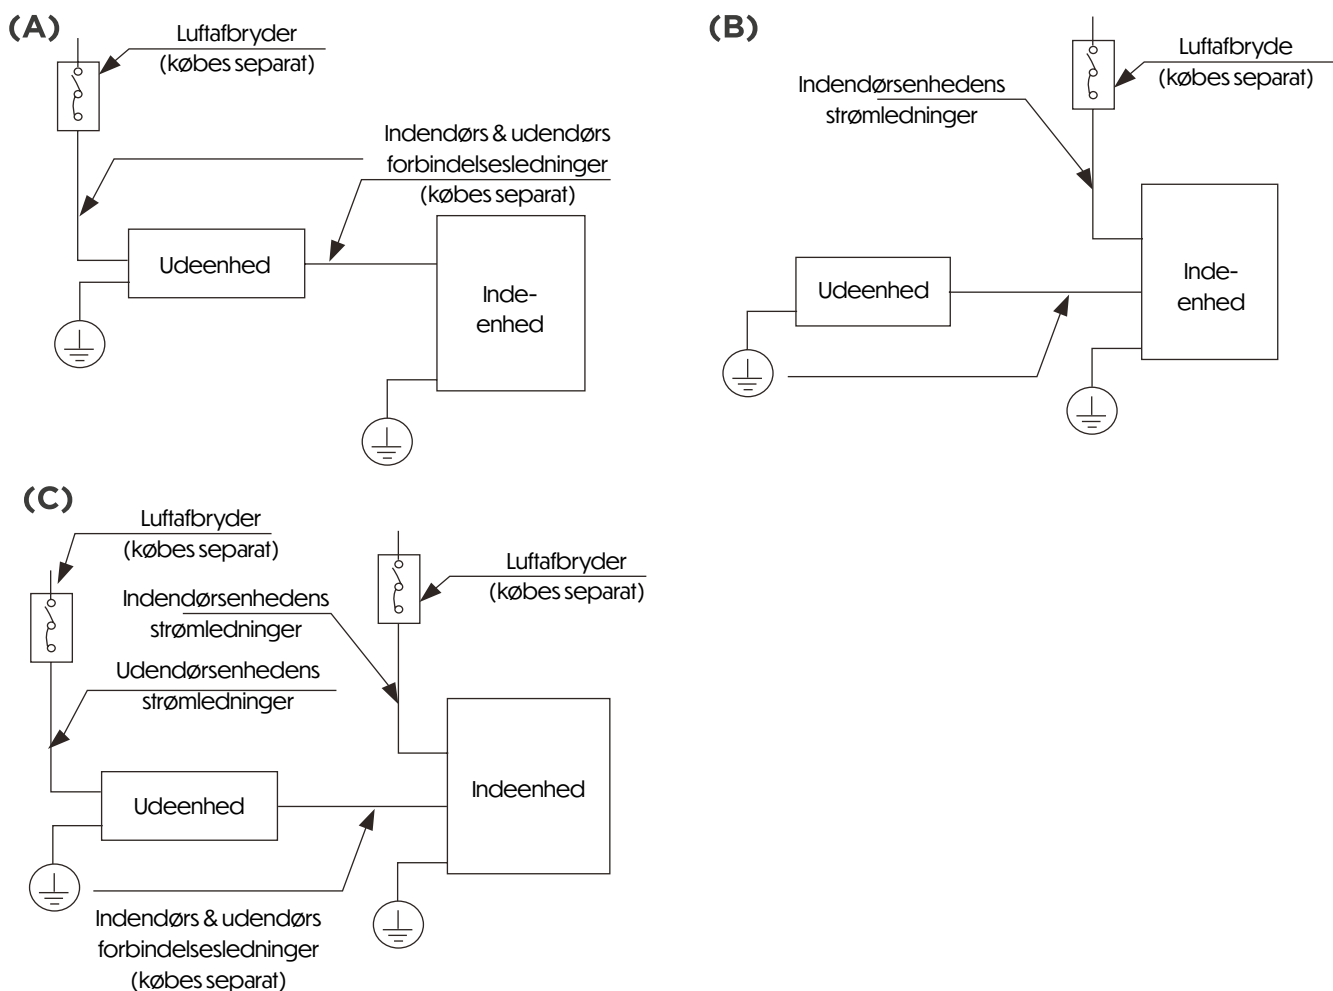 (A)
Luftafbryder
(købes separat)
Indendørs & udendørs
forbindelsesledninger
(købes separat)
Udeenhed
Inde-
enhed
(B)
Luftafbryde
(købes separat)
Indendørsenhedens
strømledninger
Udeenhed
Inde-
enhed
(C)
Luftafbryder
(købes separat)
Luftafbryder
(købes separat)
Indendørsenhedens
strømledninger
Udendørsenhedens
strømledninger
Udeenhed
Indeenhed
Indendørs & udendørs
forbindelsesledninger
(købes separat)